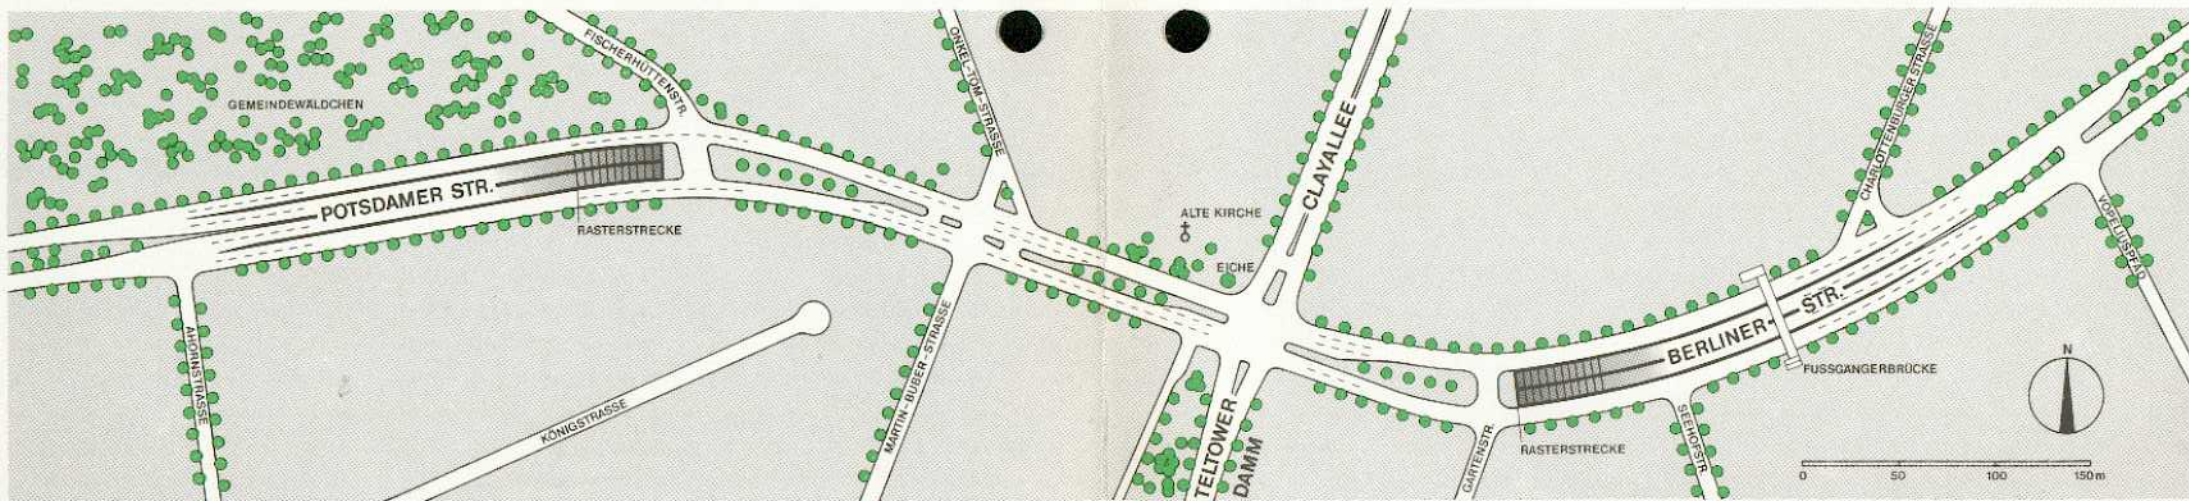 FISCHERHÜTTENSTR.
ONKEL-TOM-STRASSE
CLAYALLEE
CHARLOTTENBURGER STRASSE
GEMEINDEWÄLDCHEN
POTSDAMER STR.
RASTERSTRECKE
ALTE KIRCHE
EICHE
VOPELIUSPFAD
AHORNSTRASSE
KÖNIGSTRASSE
MARTIN-BUBER-STRASSE
TELTOWER
DAMM
BERLINER STR.
FUSSGÄNGERBRÜCKE
GARTENSTR.
RASTERSTRECKE
SEEHOFSTR.
N
0 50 100 150 m